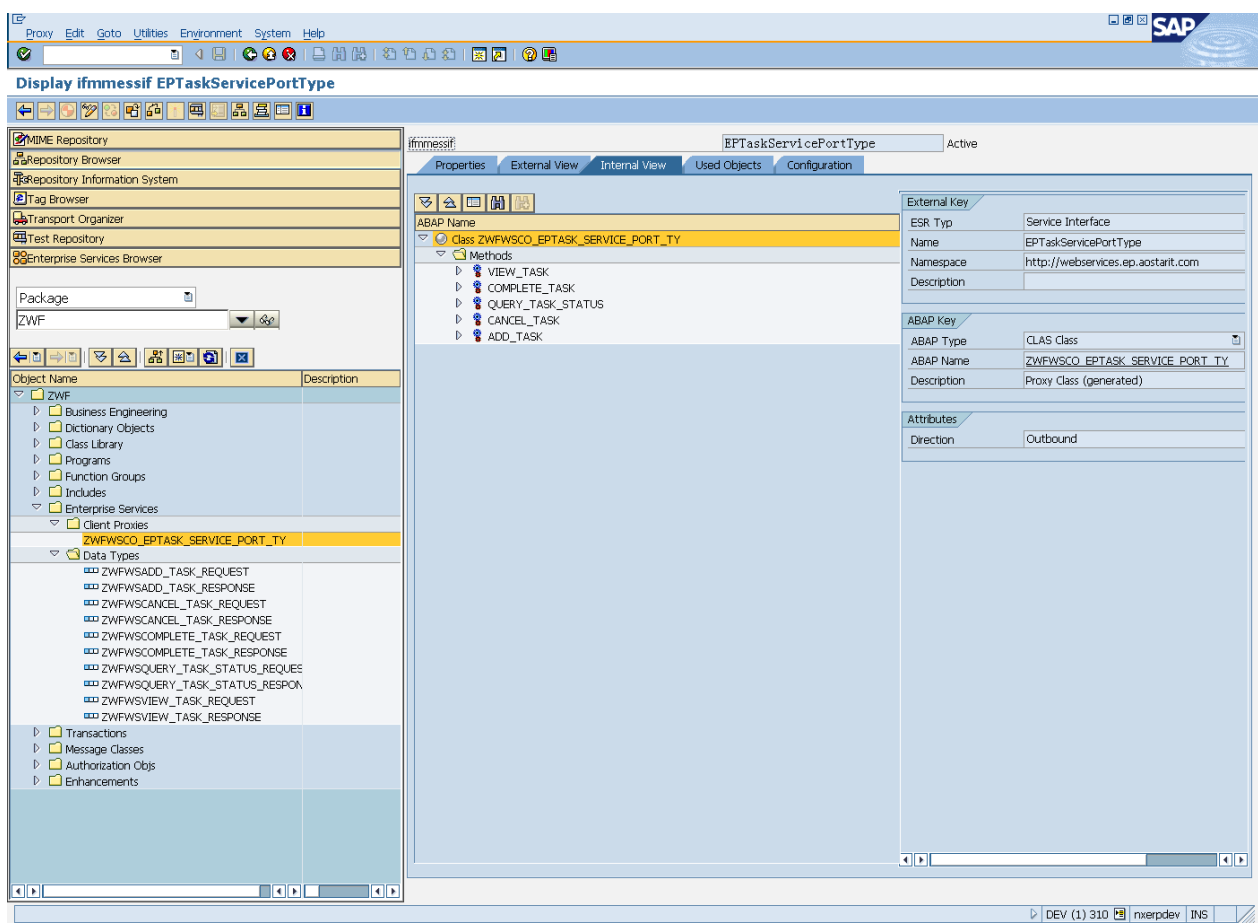 Proxy Edit Goto Utilities Environment System Help
SAP
Display ifmmessif EPTaskServicePortType
MIME Repository
Repository Browser
Repository Information System
Tag Browser
Transport Organizer
Test Repository
Enterprise Services Browser
Package
ZWF
Object Name Description
ZWF
Business Engineering
Dictionary Objects
Class Library
Programs
Function Groups
Includes
Enterprise Services
Client Proxies
ZWFWSCO_EPTASK_SERVICE_PORT_TY
Data Types
ZWFWSADD_TASK_REQUEST
ZWFWSADD_TASK_RESPONSE
ZWFWSCANCEL_TASK_REQUEST
ZWFWSCANCEL_TASK_RESPONSE
ZWFWSCOMPLETE_TASK_REQUEST
ZWFWSCOMPLETE_TASK_RESPONSE
ZWFWSQUERY_TASK_STATUS_REQUES
ZWFWSQUERY_TASK_STATUS_RESPON
ZWFWSVIEW_TASK_REQUEST
ZWFWSVIEW_TASK_RESPONSE
Transactions
Message Classes
Authorization Objs
Enhancements
ifmmessif EPTaskServicePortType Active
Properties External View Internal View Used Objects Configuration
ABAP Name
Class ZWFWSCO_EPTASK_SERVICE_PORT_TY
Methods
VIEW_TASK
COMPLETE_TASK
QUERY_TASK_STATUS
CANCEL_TASK
ADD_TASK
External Key
ESR Typ Service Interface
Name EPTaskServicePortType
Namespace http://webservices.ep.aostarit.com
Description
ABAP Key
ABAP Type CLAS Class
ABAP Name ZWFWSCO_EPTASK_SERVICE_PORT_TY
Description Proxy Class (generated)
Attributes
Direction Outbound
DEV (1) 310 nxerpdev INS